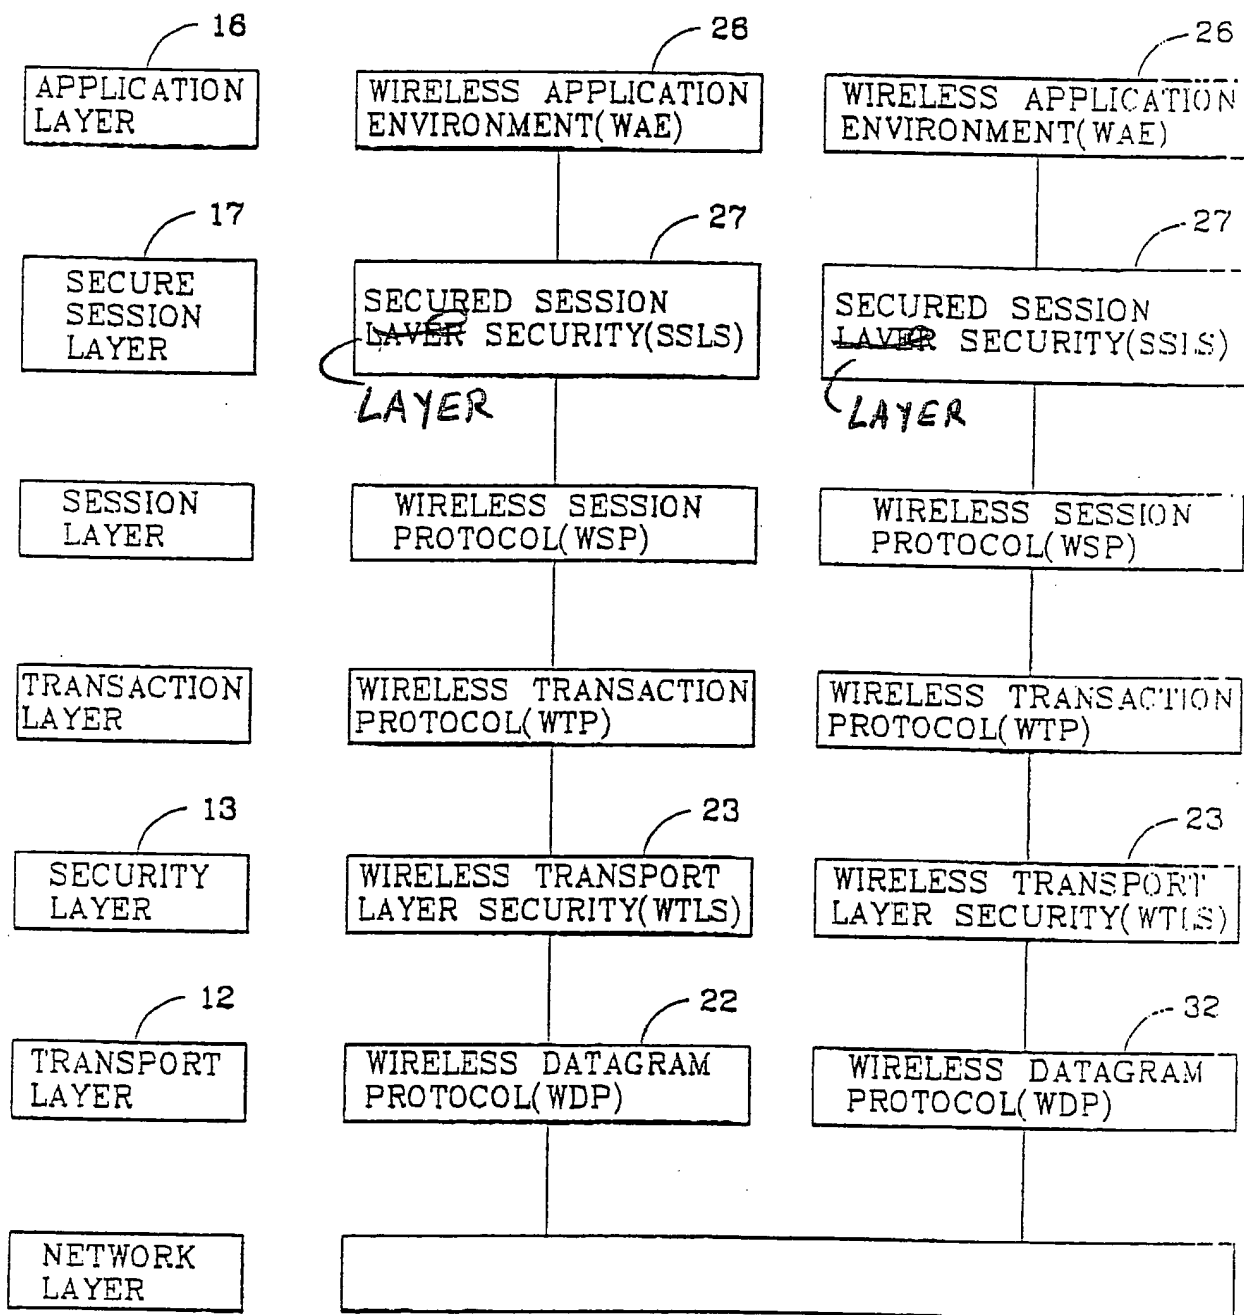 16
26
26
APPLICATION
LAYER
WIRELESS APPLICATION
ENVIRONMENT(WAE)
WIRELESS APPLICATION
ENVIRONMENT(WAE)
17
27
27
SECURE
SESSION
LAYER
SECURED SESSION
LAVER SECURITY(SSLS)
LAYER
SECURED SESSION
LAVER SECURITY(SSLS)
LAYER
SESSION
LAYER
WIRELESS SESSION
PROTOCOL(WSP)
WIRELESS SESSION
PROTOCOL(WSP)
TRANSACTION
LAYER
WIRELESS TRANSACTION
PROTOCOL(WTP)
WIRELESS TRANSACTION
PROTOCOL(WTP)
13
23
23
SECURITY
LAYER
WIRELESS TRANSPORT
LAYER SECURITY(WTLS)
WIRELESS TRANSPORT
LAYER SECURITY(WTLS)
12
22
32
TRANSPORT
LAYER
WIRELESS DATAGRAM
PROTOCOL(WDP)
WIRELESS DATAGRAM
PROTOCOL(WDP)
NETWORK
LAYER